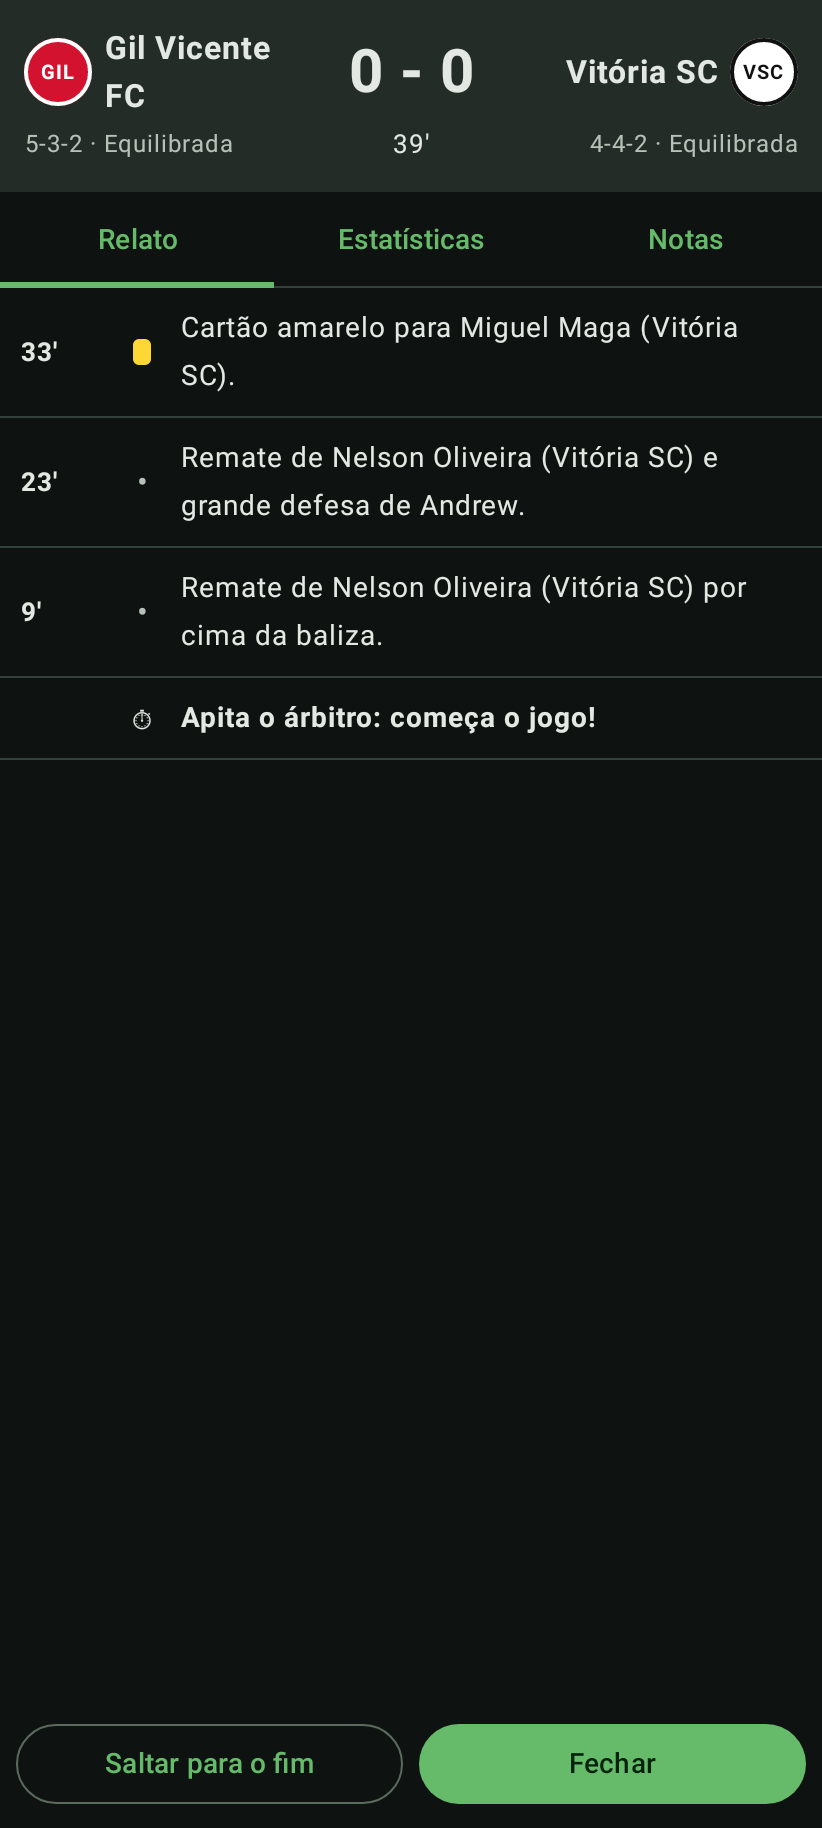 GIL
Gil Vicente
FC
0 - 0
Vitória SC
VSC
5-3-2 · Equilibrada
39'
4-4-2 · Equilibrada
Relato
Estatísticas
Notas
33'
Cartão amarelo para Miguel Maga (Vitória
SC).
23'
Remate de Nelson Oliveira (Vitória SC) e
grande defesa de Andrew.
9'
Remate de Nelson Oliveira (Vitória SC) por
cima da baliza.
Apita o árbitro: começa o jogo!
Saltar para o fim
Fechar